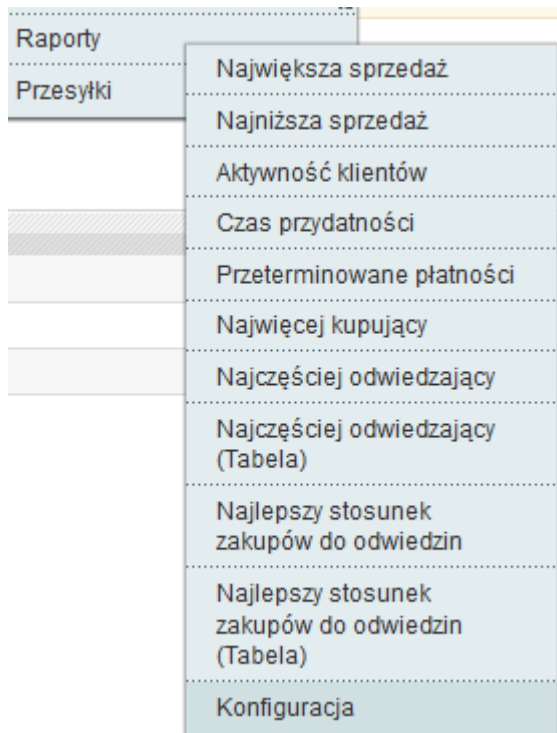 Raporty
Przesyłki
Największa sprzedaż
Najniższa sprzedaż
Aktywność klientów
Czas przydatności
Przeterminowane płatności
Najwięcej kupujący
Najczęściej odwiedzający
Najczęściej odwiedzający
(Tabela)
Najlepszy stosunek
zakupów do odwiedzin
Najlepszy stosunek
zakupów do odwiedzin
(Tabela)
Konfiguracja